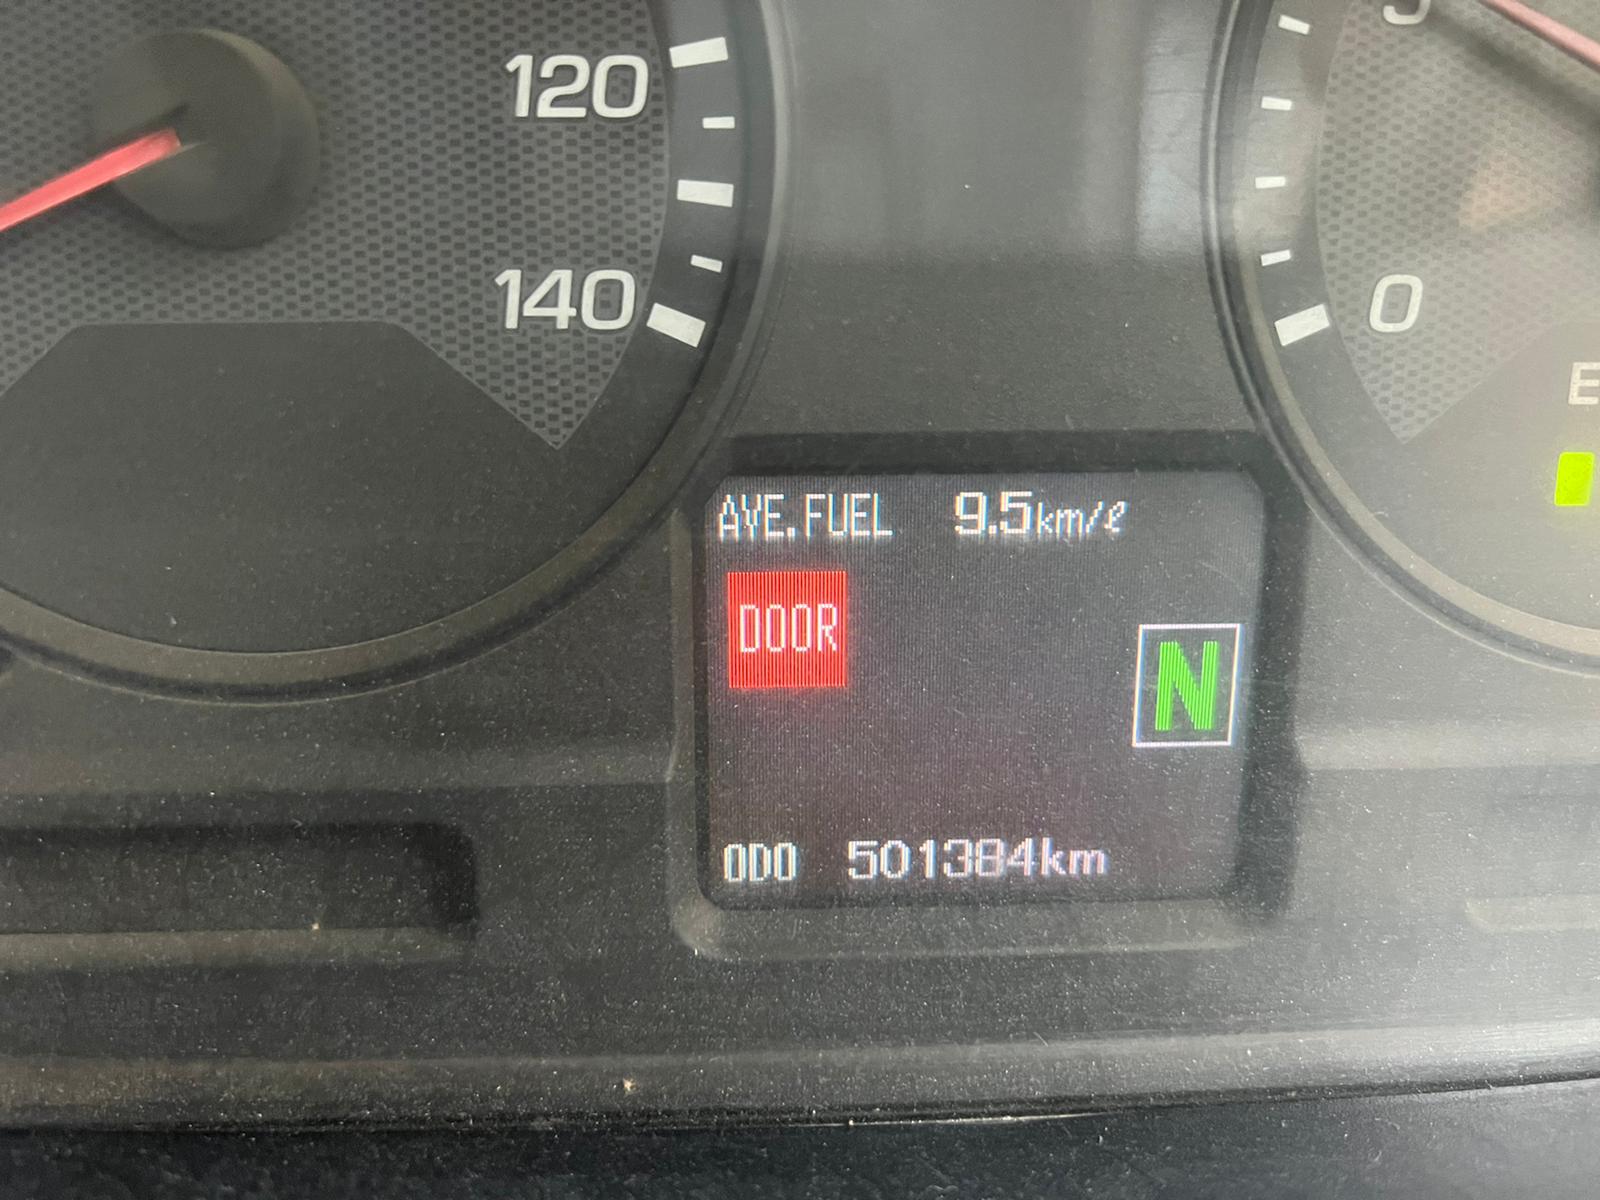 120
140
0
E
AVE.FUEL 9.5km/ℓ
DOOR
N
ODO 501384km